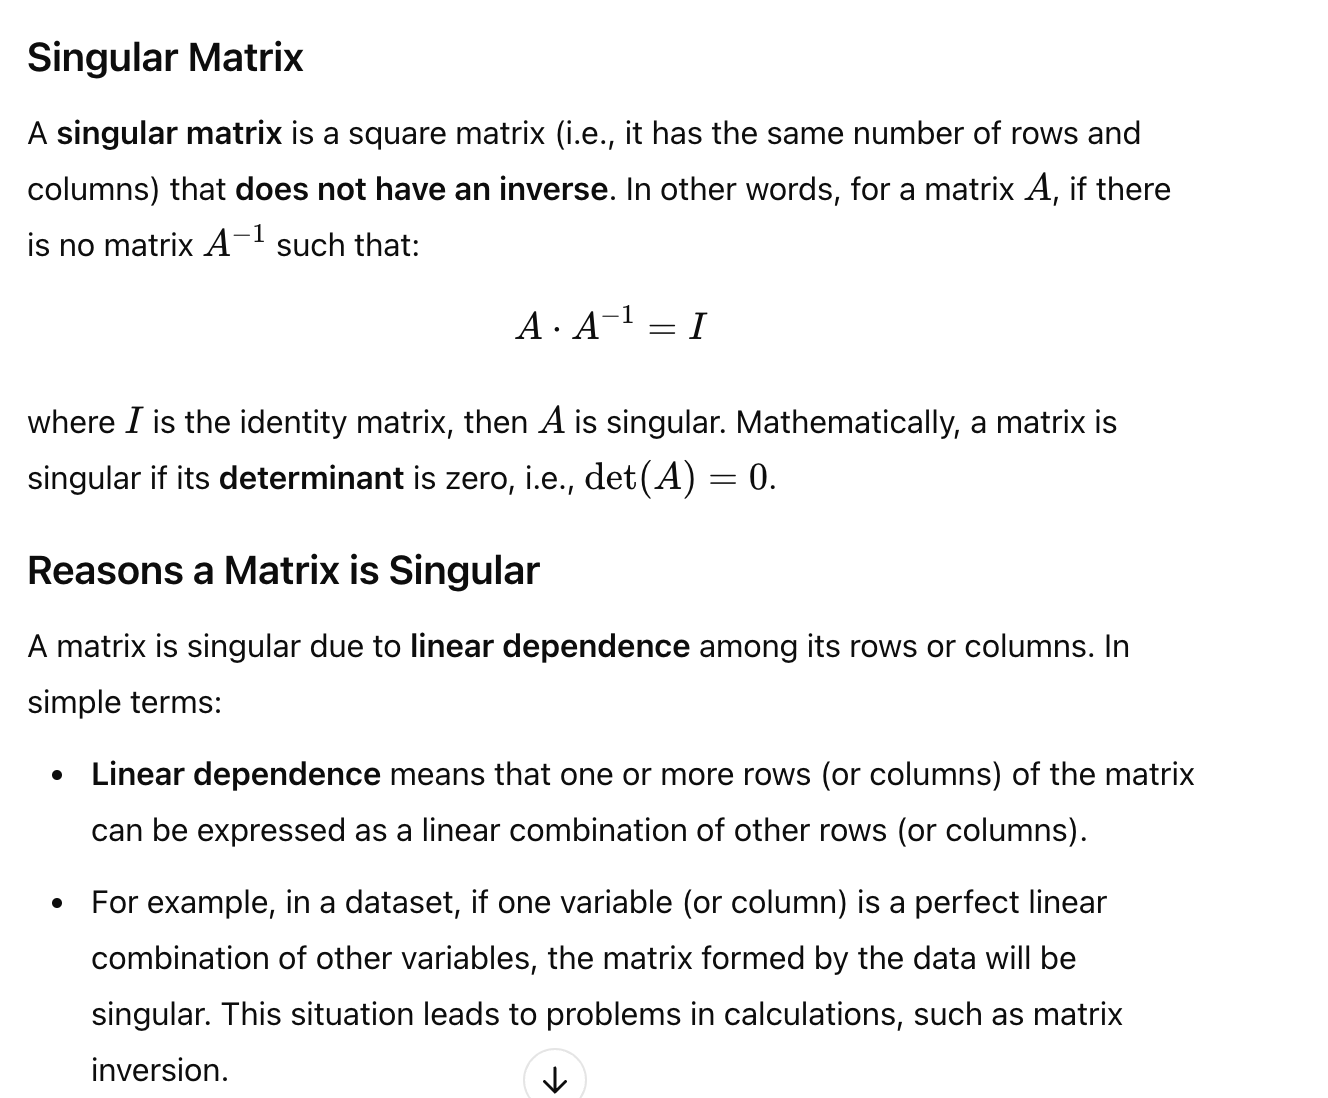 Singular Matrix
A singular matrix is a square matrix (i.e., it has the same number of rows and
columns) that does not have an inverse. In other words, for a matrix A, if there
is no matrix A⁻¹ such that:
A · A⁻¹ = I
where I is the identity matrix, then A is singular. Mathematically, a matrix is
singular if its determinant is zero, i.e., det(A) = 0.
Reasons a Matrix is Singular
A matrix is singular due to linear dependence among its rows or columns. In
simple terms:
• Linear dependence means that one or more rows (or columns) of the matrix
can be expressed as a linear combination of other rows (or columns).
• For example, in a dataset, if one variable (or column) is a perfect linear
combination of other variables, the matrix formed by the data will be
singular. This situation leads to problems in calculations, such as matrix
inversion.